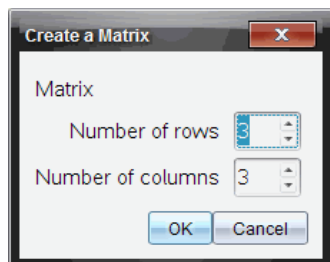 Create a Matrix
Matrix
Number of rows 3
Number of columns 3
OK Cancel